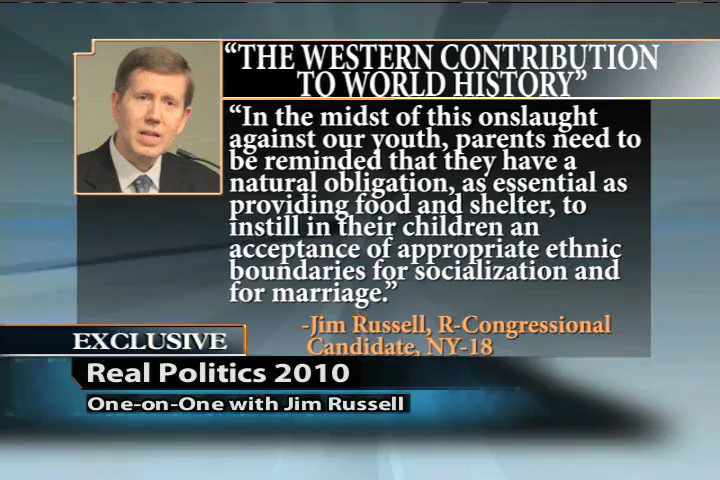 “THE WESTERN CONTRIBUTION
TO WORLD HISTORY”
“In the midst of this onslaught
against our youth, parents need to
be reminded that they have a
natural obligation, as essential as
providing food and shelter, to
instill in their children an
acceptance of appropriate ethnic
boundaries for socialization and
for marriage.”
-Jim Russell, R-Congressional
Candidate, NY-18
EXCLUSIVE
Real Politics 2010
One-on-One with Jim Russell